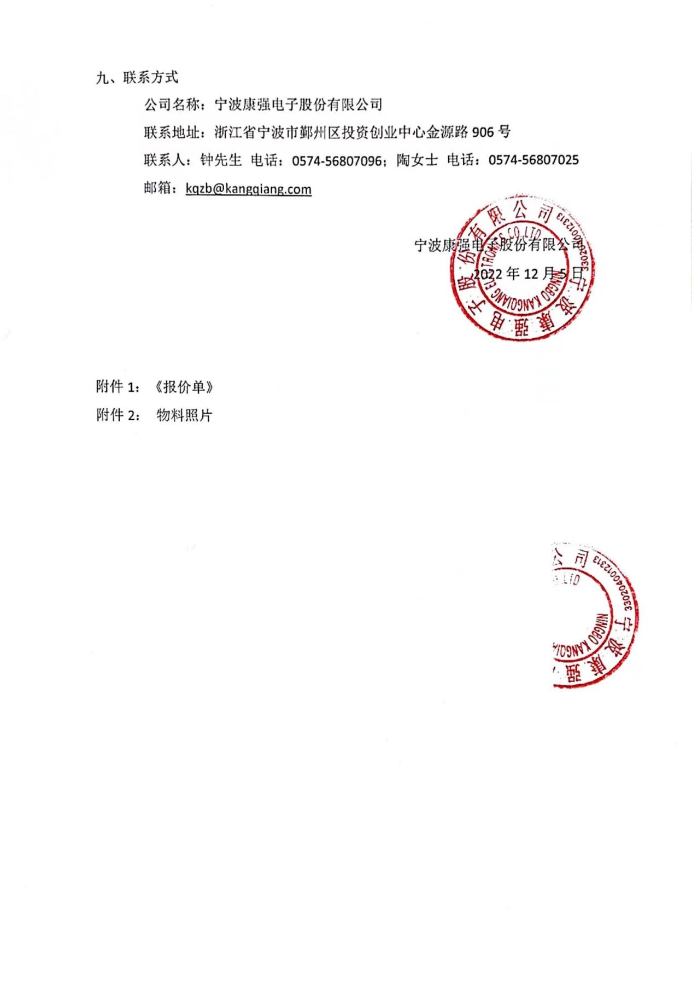 九、联系方式
公司名称：宁波康强电子股份有限公司
联系地址：浙江省宁波市鄞州区投资创业中心金源路 906 号
联系人：钟先生 电话：0574-56807096；陶女士 电话：0574-56807025
邮箱：kqzb@kangqiang.com
宁波康强电子股份有限公司
2022 年 12 月 5 日
宁波康强电子股份有限公司
NINGBO KANGQIANG ELECTRONICS CO.LTD
3302040012313
附件 1：《报价单》
附件 2： 物料照片
公司
3302040012313
宁波康强
NINGBO KANGQIA
LTD